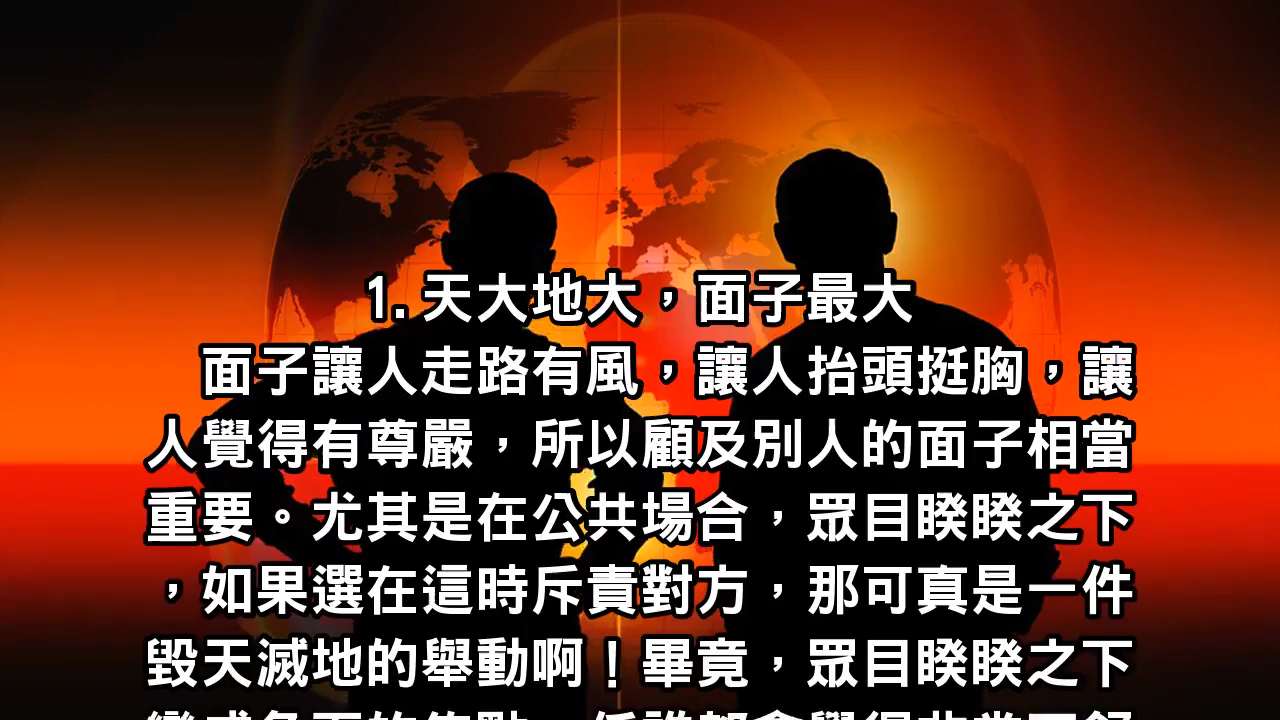 1.天大地大，面子最大
面子讓人走路有風，讓人抬頭挺胸，讓
人覺得有尊嚴，所以顧及別人的面子相當
重要。尤其是在公共場合，眾目睽睽之下
，如果選在這時斥責對方，那可真是一件
毀天滅地的舉動啊！畢竟，眾目睽睽之下